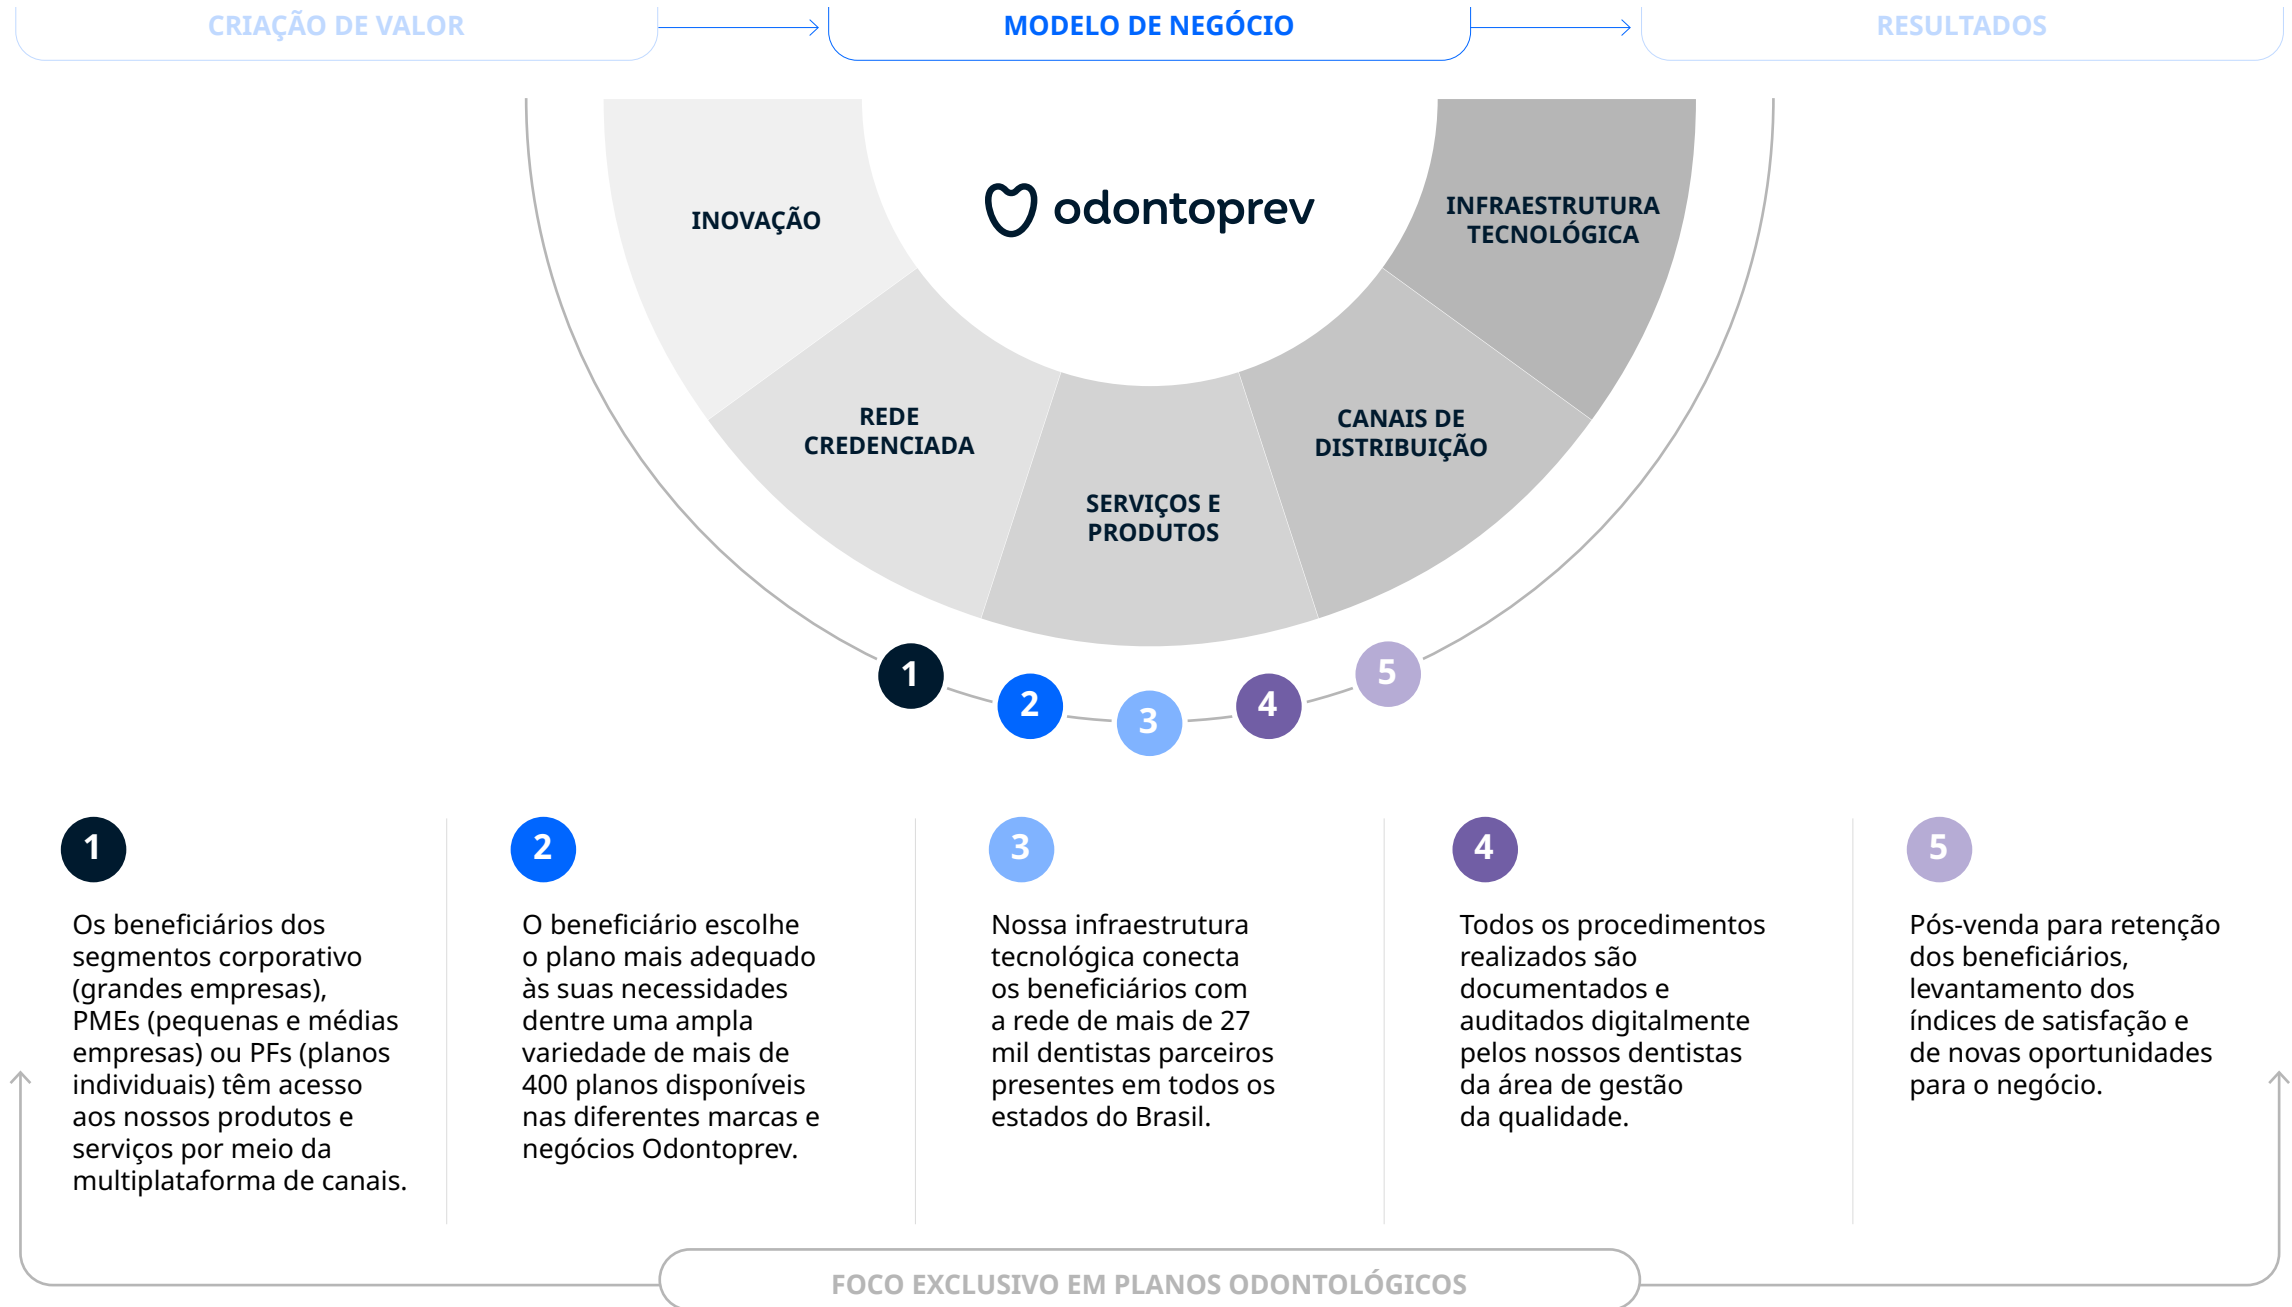 CRIAÇÃO DE VALOR
MODELO DE NEGÓCIO
RESULTADOS
odontoprev
INOVAÇÃO
REDE
CREDENCIADA
SERVIÇOS E
PRODUTOS
CANAIS DE
DISTRIBUIÇÃO
INFRAESTRUTURA
TECNOLÓGICA
1
2
3
4
5
1
Os beneficiários dos
segmentos corporativo
(grandes empresas),
PMEs (pequenas e médias
empresas) ou PFs (planos
individuais) têm acesso
aos nossos produtos e
serviços por meio da
multiplataforma de canais.
2
O beneficiário escolhe
o plano mais adequado
às suas necessidades
dentre uma ampla
variedade de mais de
400 planos disponíveis
nas diferentes marcas e
negócios Odontoprev.
3
Nossa infraestrutura
tecnológica conecta
os beneficiários com
a rede de mais de 27
mil dentistas parceiros
presentes em todos os
estados do Brasil.
4
Todos os procedimentos
realizados são
documentados e
auditados digitalmente
pelos nossos dentistas
da área de gestão
da qualidade.
5
Pós-venda para retenção
dos beneficiários,
levantamento dos
índices de satisfação e
de novas oportunidades
para o negócio.
FOCO EXCLUSIVO EM PLANOS ODONTOLÓGICOS